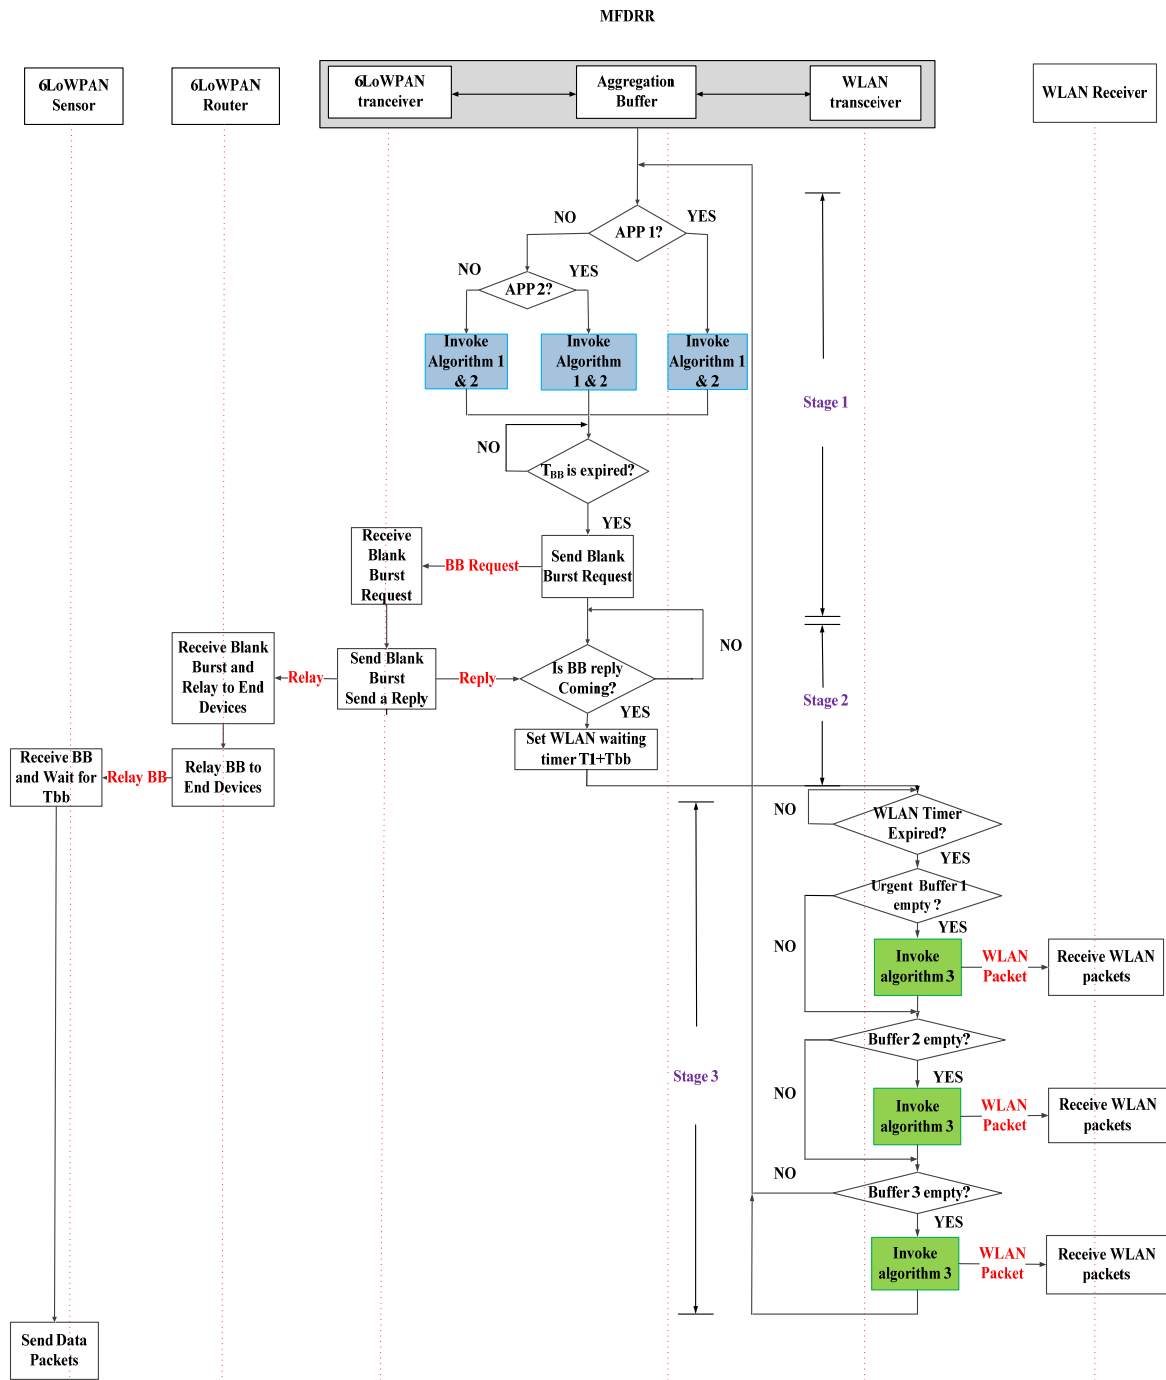 MFDRR
6LoWPAN
Sensor
6LoWPAN
Router
6LoWPAN
tranceiver
Aggregation
Buffer
WLAN
transceiver
WLAN Receiver
NO
YES
APP 1?
NO
YES
APP 2?
Invoke
Algorithm 1
& 2
Invoke
Algorithm
1 & 2
Invoke
Algorithm 1
& 2
Stage 1
NO
TBB is expired?
YES
Receive
Blank
Burst
Request
BB Request
Send Blank
Burst Request
NO
Receive Blank
Burst and
Relay to End
Devices
Relay
Send Blank
Burst
Send a Reply
Reply
Is BB reply
Coming?
Stage 2
YES
Set WLAN waiting
timer T1+Tbb
Receive BB
and Wait for
Tbb
Relay BB
Relay BB to
End Devices
NO
WLAN Timer
Expired?
YES
Urgent Buffer 1
empty ?
YES
NO
Invoke
algorithm 3
WLAN
Packet
Receive WLAN
packets
Buffer 2 empty?
Stage 3
YES
NO
Invoke
algorithm 3
WLAN
Packet
Receive WLAN
packets
NO
Buffer 3 empty?
YES
Invoke
algorithm 3
WLAN
Packet
Receive WLAN
packets
Send Data
Packets